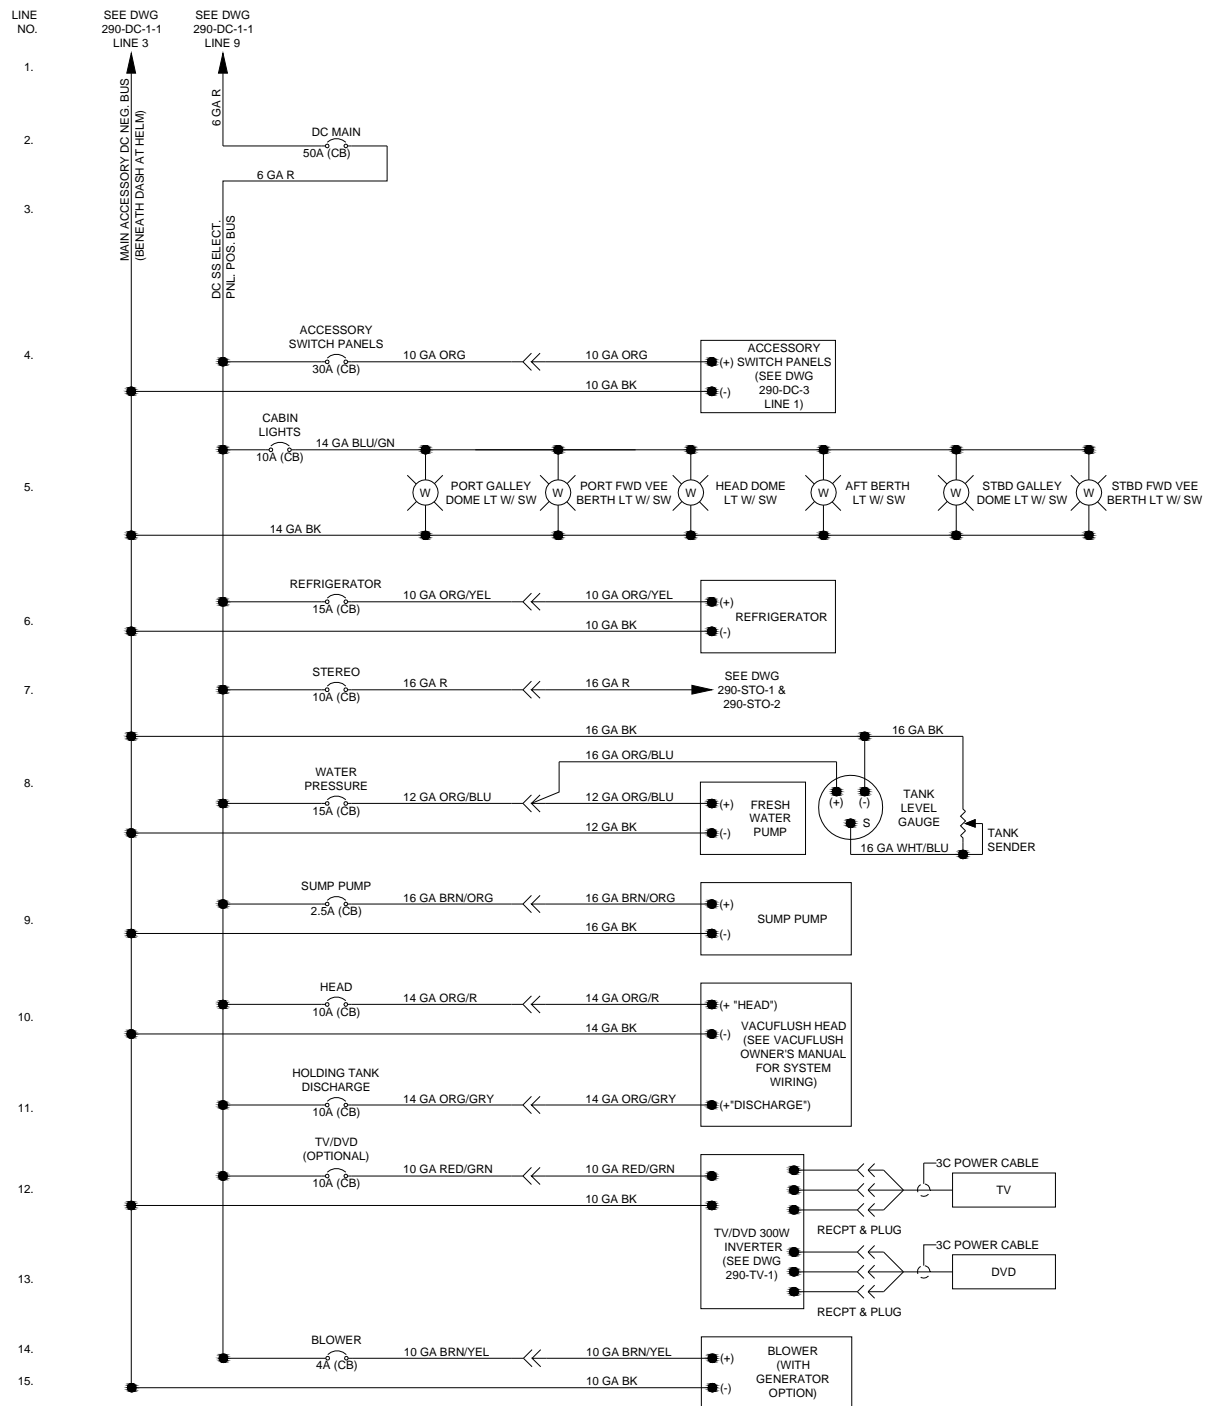 LINE
NO.
SEE DWG
290-DC-1-1
LINE 3
SEE DWG
290-DC-1-1
LINE 9
1.
MAIN ACCESSORY DC NEG. BUS
(BENEATH DASH AT HELM)
6 GA R
2.
DC MAIN
50A (CB)
6 GA R
3.
DC SS ELECT.
PNL. POS. BUS
4.
ACCESSORY
SWITCH PANELS
30A (CB)
10 GA ORG
10 GA ORG
10 GA BK
(+)
(-)
ACCESSORY
SWITCH PANELS
(SEE DWG
290-DC-3
LINE 1)
CABIN
LIGHTS
10A (CB)
14 GA BLU/GN
5.
W
PORT GALLEY
DOME LT W/ SW
W
PORT FWD VEE
BERTH LT W/ SW
W
HEAD DOME
LT W/ SW
W
AFT BERTH
LT W/ SW
W
STBD GALLEY
DOME LT W/ SW
W
STBD FWD VEE
BERTH LT W/ SW
14 GA BK
6.
REFRIGERATOR
15A (CB)
10 GA ORG/YEL
10 GA ORG/YEL
10 GA BK
(+)
REFRIGERATOR
(-)
7.
STEREO
10A (CB)
16 GA R
16 GA R
SEE DWG
290-STO-1 &
290-STO-2
16 GA BK
16 GA BK
16 GA ORG/BLU
8.
WATER
PRESSURE
15A (CB)
12 GA ORG/BLU
12 GA ORG/BLU
12 GA BK
(+)
(-)
FRESH
WATER
PUMP
(+)
(-)
S
TANK
LEVEL
GAUGE
16 GA WHT/BLU
TANK
SENDER
9.
SUMP PUMP
2.5A (CB)
16 GA BRN/ORG
16 GA BRN/ORG
16 GA BK
(+)
SUMP PUMP
(-)
10.
HEAD
10A (CB)
14 GA ORG/R
14 GA ORG/R
14 GA BK
(+ "HEAD")
(-)
VACUFLUSH HEAD
(SEE VACUFLUSH
OWNER'S MANUAL
FOR SYSTEM
WIRING)
11.
HOLDING TANK
DISCHARGE
10A (CB)
14 GA ORG/GRY
14 GA ORG/GRY
(+"DISCHARGE")
12.
TV/DVD
(OPTIONAL)
10A (CB)
10 GA RED/GRN
10 GA RED/GRN
10 GA BK
3C POWER CABLE
TV
RECPT & PLUG
13.
TV/DVD 300W
INVERTER
(SEE DWG
290-TV-1)
3C POWER CABLE
DVD
RECPT & PLUG
14.
BLOWER
4A (CB)
10 GA BRN/YEL
10 GA BRN/YEL
15.
10 GA BK
(+)
(-)
BLOWER
(WITH
GENERATOR
OPTION)